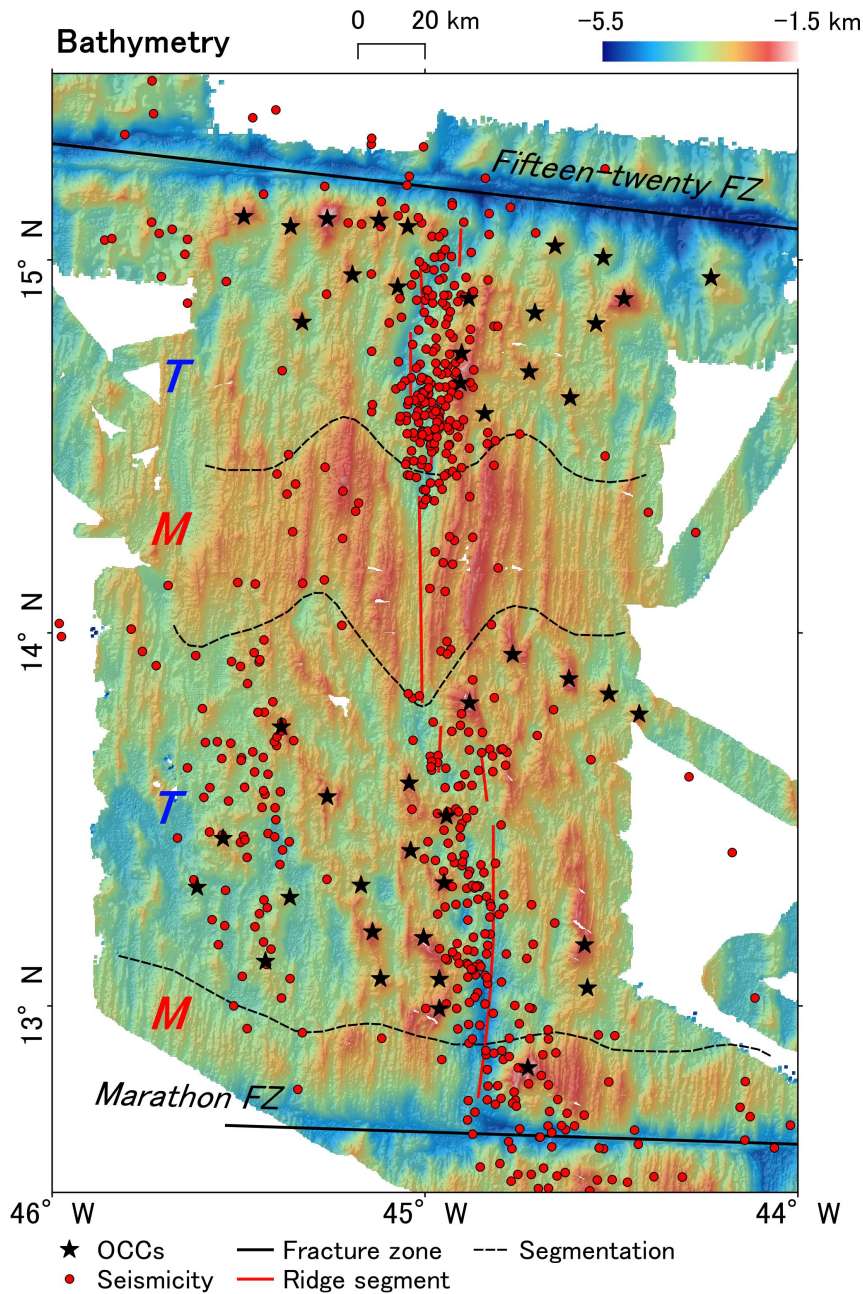 Bathymetry
0 20 km
−5.5 −1.5 km
Fifteen-twenty FZ
15° N
T
M
14° N
T
13° N
M
Marathon FZ
46° W 45° W 44° W
OCCs Fracture zone Segmentation
Seismicity Ridge segment